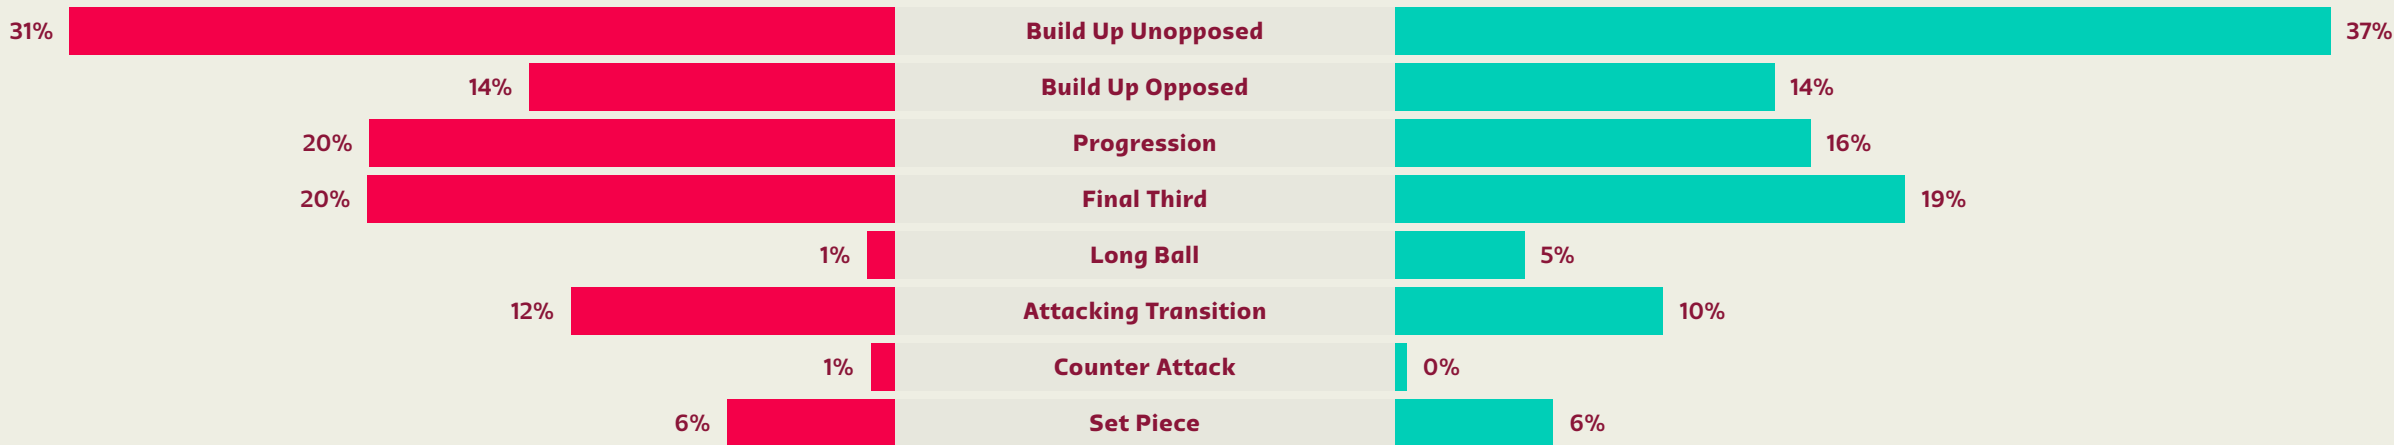 31% Build Up Unopposed 37%
14% Build Up Opposed 14%
20% Progression 16%
20% Final Third 19%
1% Long Ball 5%
12% Attacking Transition 10%
1% Counter Attack 0%
6% Set Piece 6%